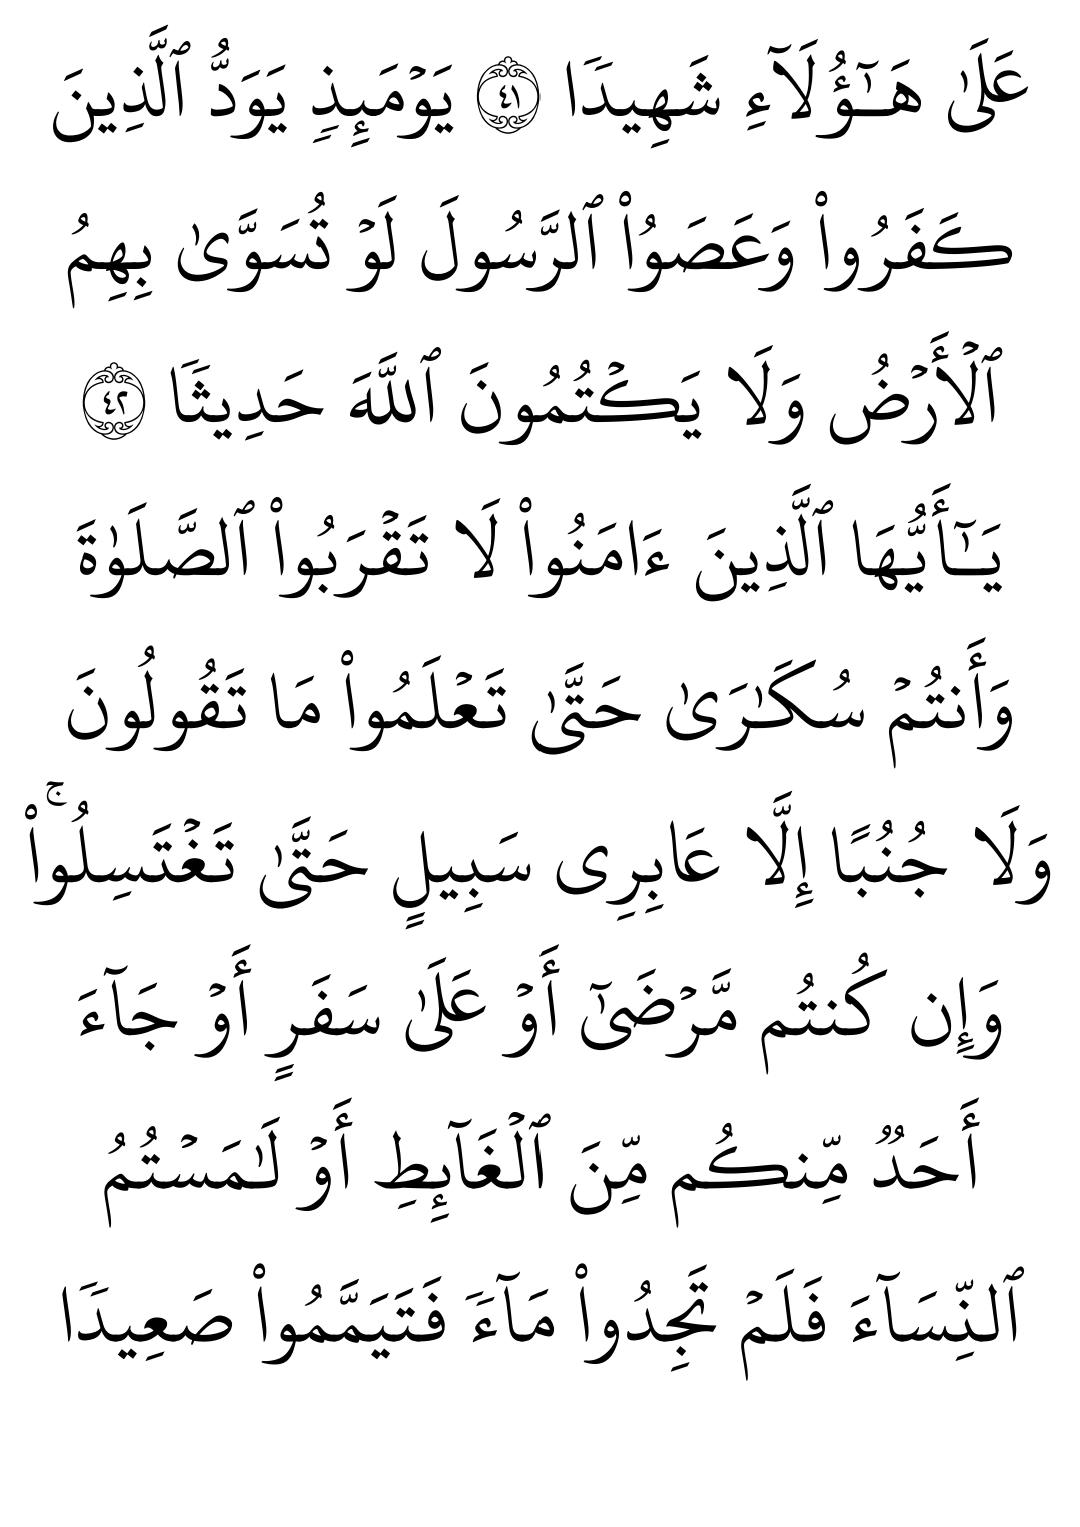 عَلَىٰ هَـٰٓؤُلَآءِ شَهِيدٗا ٤١ يَوۡمَئِذٖ يَوَدُّ ٱلَّذِينَ
كَفَرُواْ وَعَصَوُاْ ٱلرَّسُولَ لَوۡ تُسَوَّىٰ بِهِمُ
ٱلۡأَرۡضُ وَلَا يَكۡتُمُونَ ٱللَّهَ حَدِيثٗا ٤٢
يَـٰٓأَيُّهَا ٱلَّذِينَ ءَامَنُواْ لَا تَقۡرَبُواْ ٱلصَّلَوٰةَ
وَأَنتُمۡ سُكَـٰرَىٰ حَتَّىٰ تَعۡلَمُواْ مَا تَقُولُونَ
وَلَا جُنُبًا إِلَّا عَابِرِى سَبِيلٍ حَتَّىٰ تَغۡتَسِلُواْۚ
وَإِن كُنتُم مَّرۡضَىٰٓ أَوۡ عَلَىٰ سَفَرٍ أَوۡ جَآءَ
أَحَدٞ مِّنكُم مِّنَ ٱلۡغَآئِطِ أَوۡ لَـٰمَسۡتُمُ
ٱلنِّسَآءَ فَلَمۡ تَجِدُواْ مَآءٗ فَتَيَمَّمُواْ صَعِيدٗا